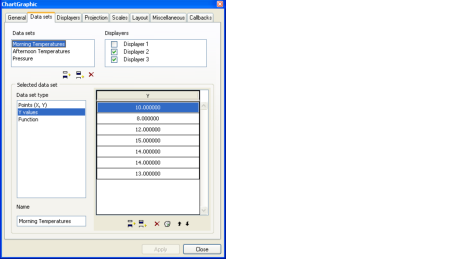 ChartGraphic
General Data sets Displayers Projection Scales Layout Miscellaneous Callbacks
Data sets
Displayers
Morning Temperatures
Afternoon Temperatures
Pressure
Displayer 1
Displayer 2
Displayer 3
Selected data set
Data set type
Points (X, Y)
Y values
Function
Y
10.000000
8.000000
12.000000
15.000000
14.000000
14.000000
13.000000
Name
Morning Temperatures
Apply
Close